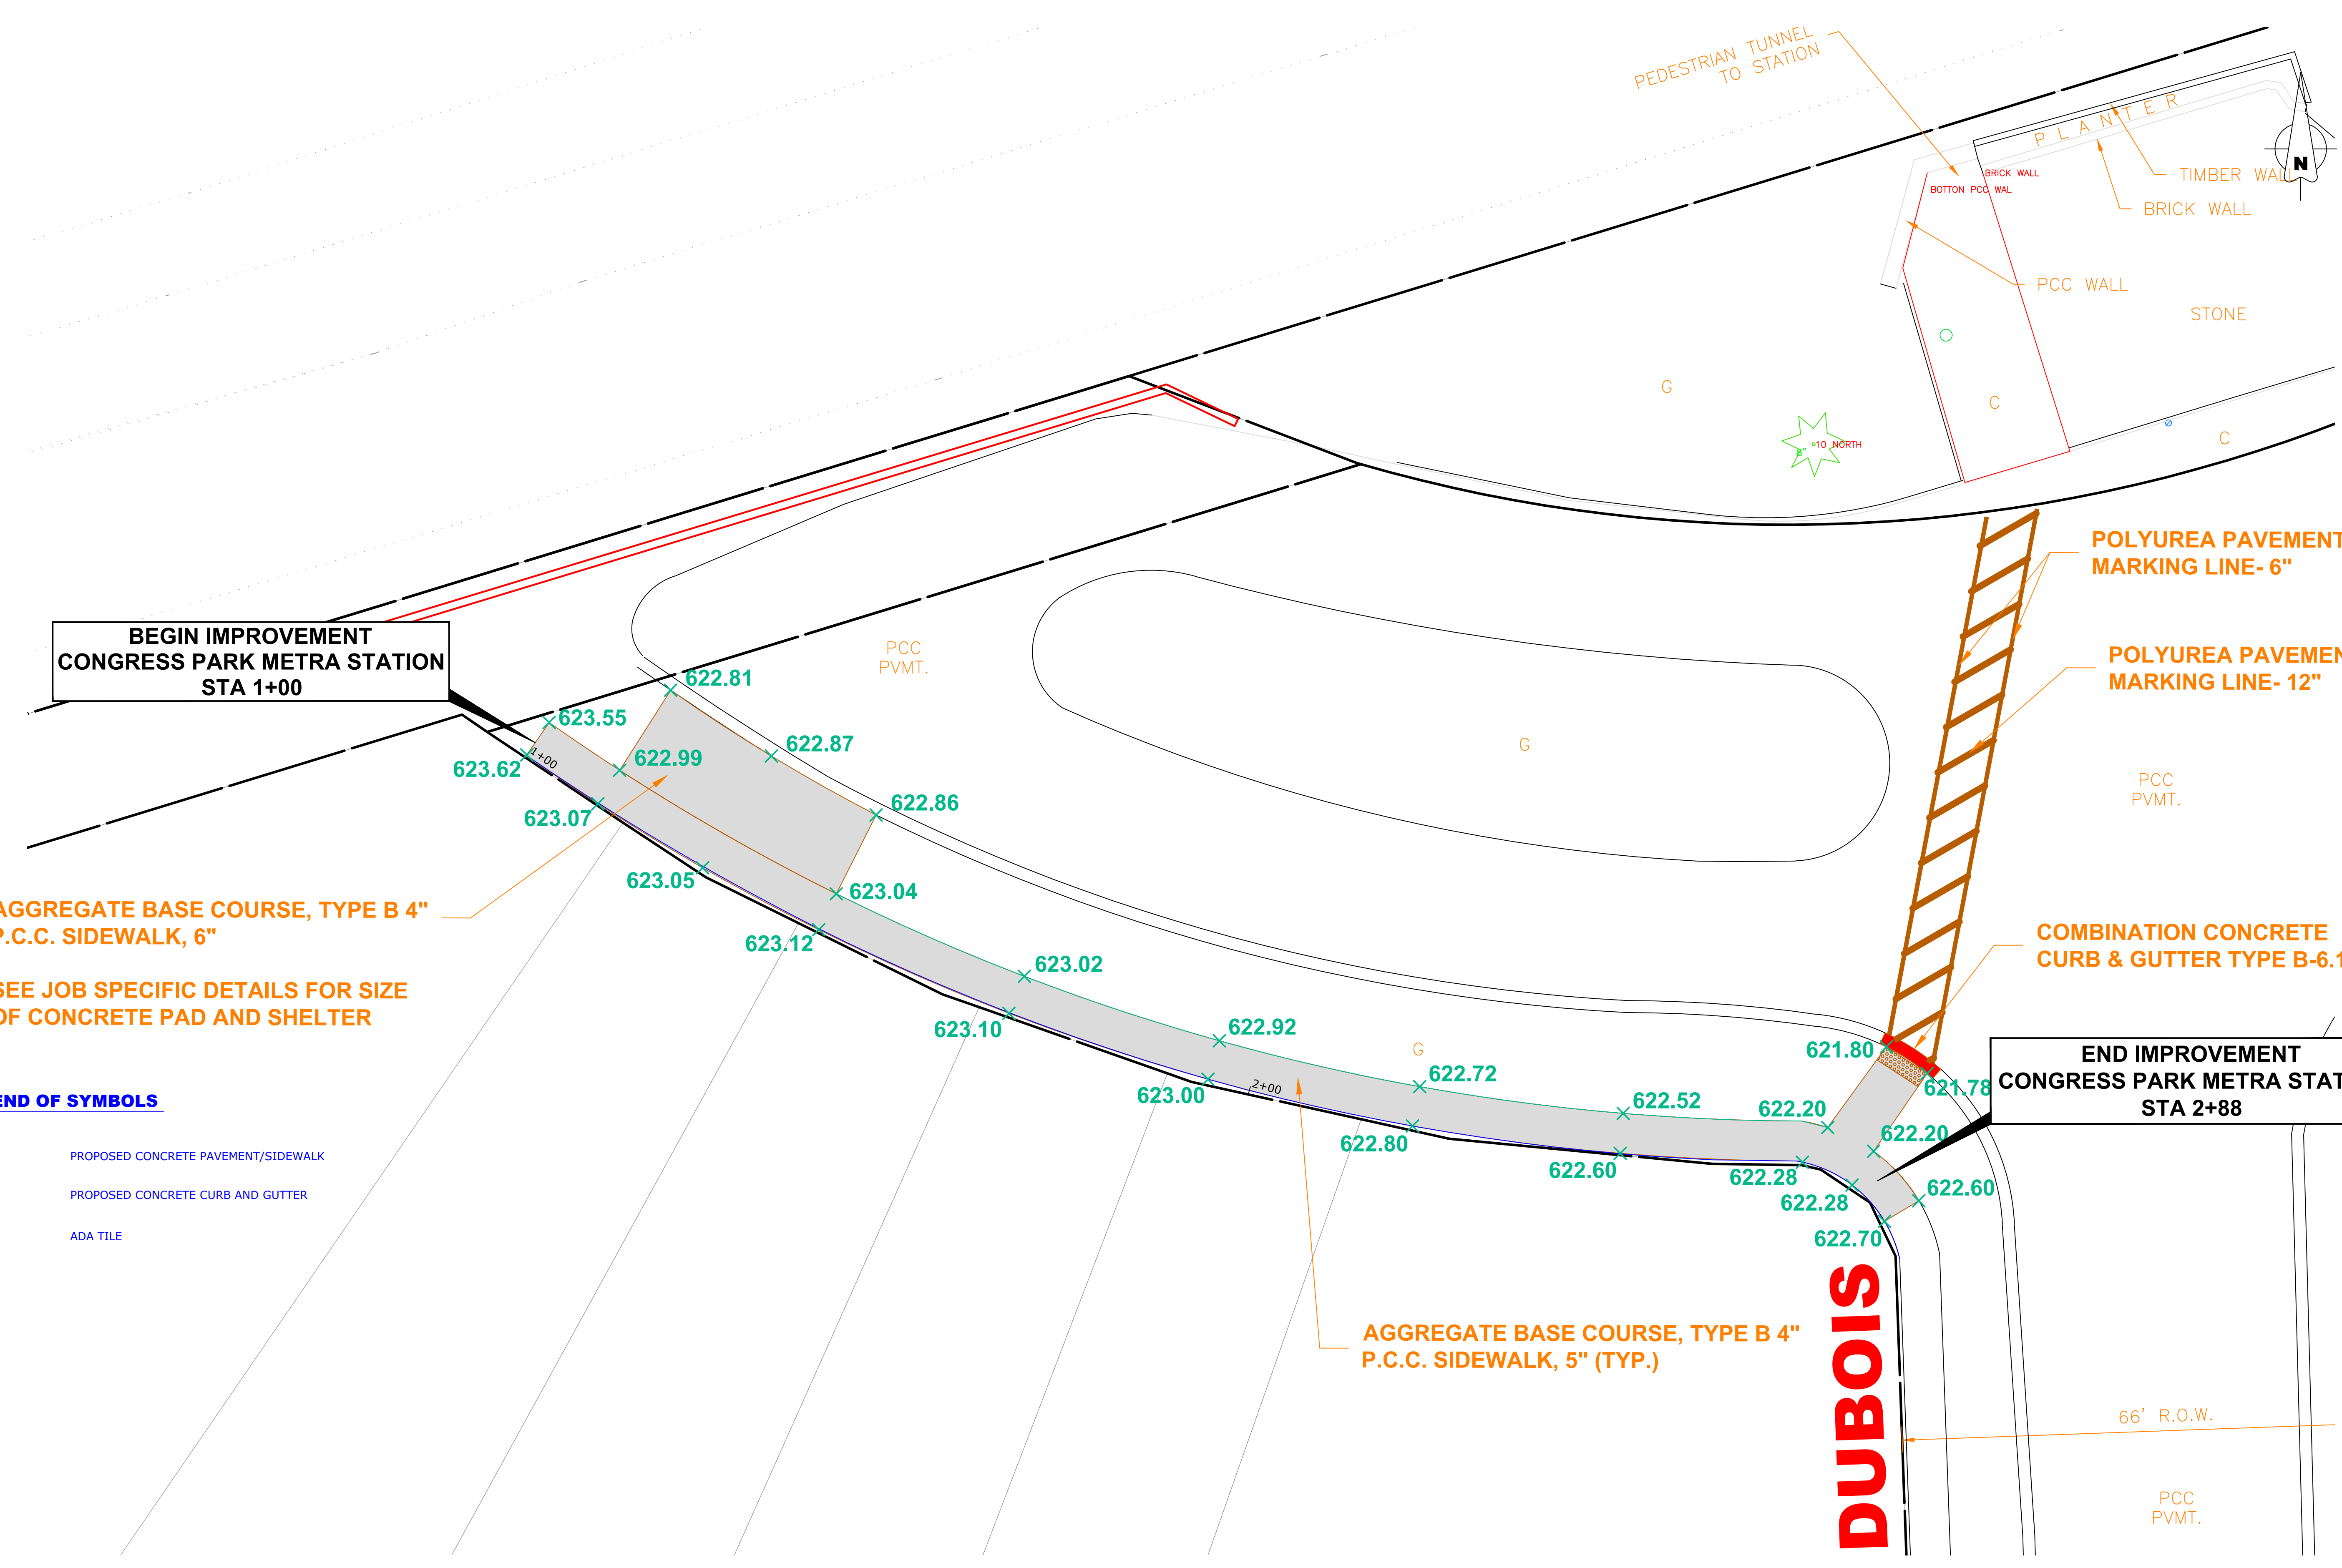 PEDESTRIAN TUNNEL
TO STATION
PLANTER
N
BRICK WALL
BOTTON PCC WAL
TIMBER WALL
BRICK WALL
PCC WALL
STONE
G
C
C
8"
10 NORTH
POLYUREA PAVEMENT
MARKING LINE- 6"
BEGIN IMPROVEMENT
CONGRESS PARK METRA STATION
STA 1+00
PCC
PVMT.
622.81
623.55
POLYUREA PAVEMEN
MARKING LINE- 12"
1+00
622.87
G
623.62
622.99
PCC
PVMT.
622.86
623.07
623.05
623.04
AGGREGATE BASE COURSE, TYPE B 4"
P.C.C. SIDEWALK, 6"
623.12
COMBINATION CONCRETE
CURB & GUTTER TYPE B-6.1
623.02
SEE JOB SPECIFIC DETAILS FOR SIZE
OF CONCRETE PAD AND SHELTER
623.10
622.92
G
621.80
END IMPROVEMENT
CONGRESS PARK METRA STAT
STA 2+88
622.72
2+00
623.00
621.78
END OF SYMBOLS
622.52
622.20
622.20
622.80
PROPOSED CONCRETE PAVEMENT/SIDEWALK
622.60
622.28
622.28
622.60
PROPOSED CONCRETE CURB AND GUTTER
622.70
ADA TILE
AGGREGATE BASE COURSE, TYPE B 4"
P.C.C. SIDEWALK, 5" (TYP.)
DUBOIS
66' R.O.W.
PCC
PVMT.